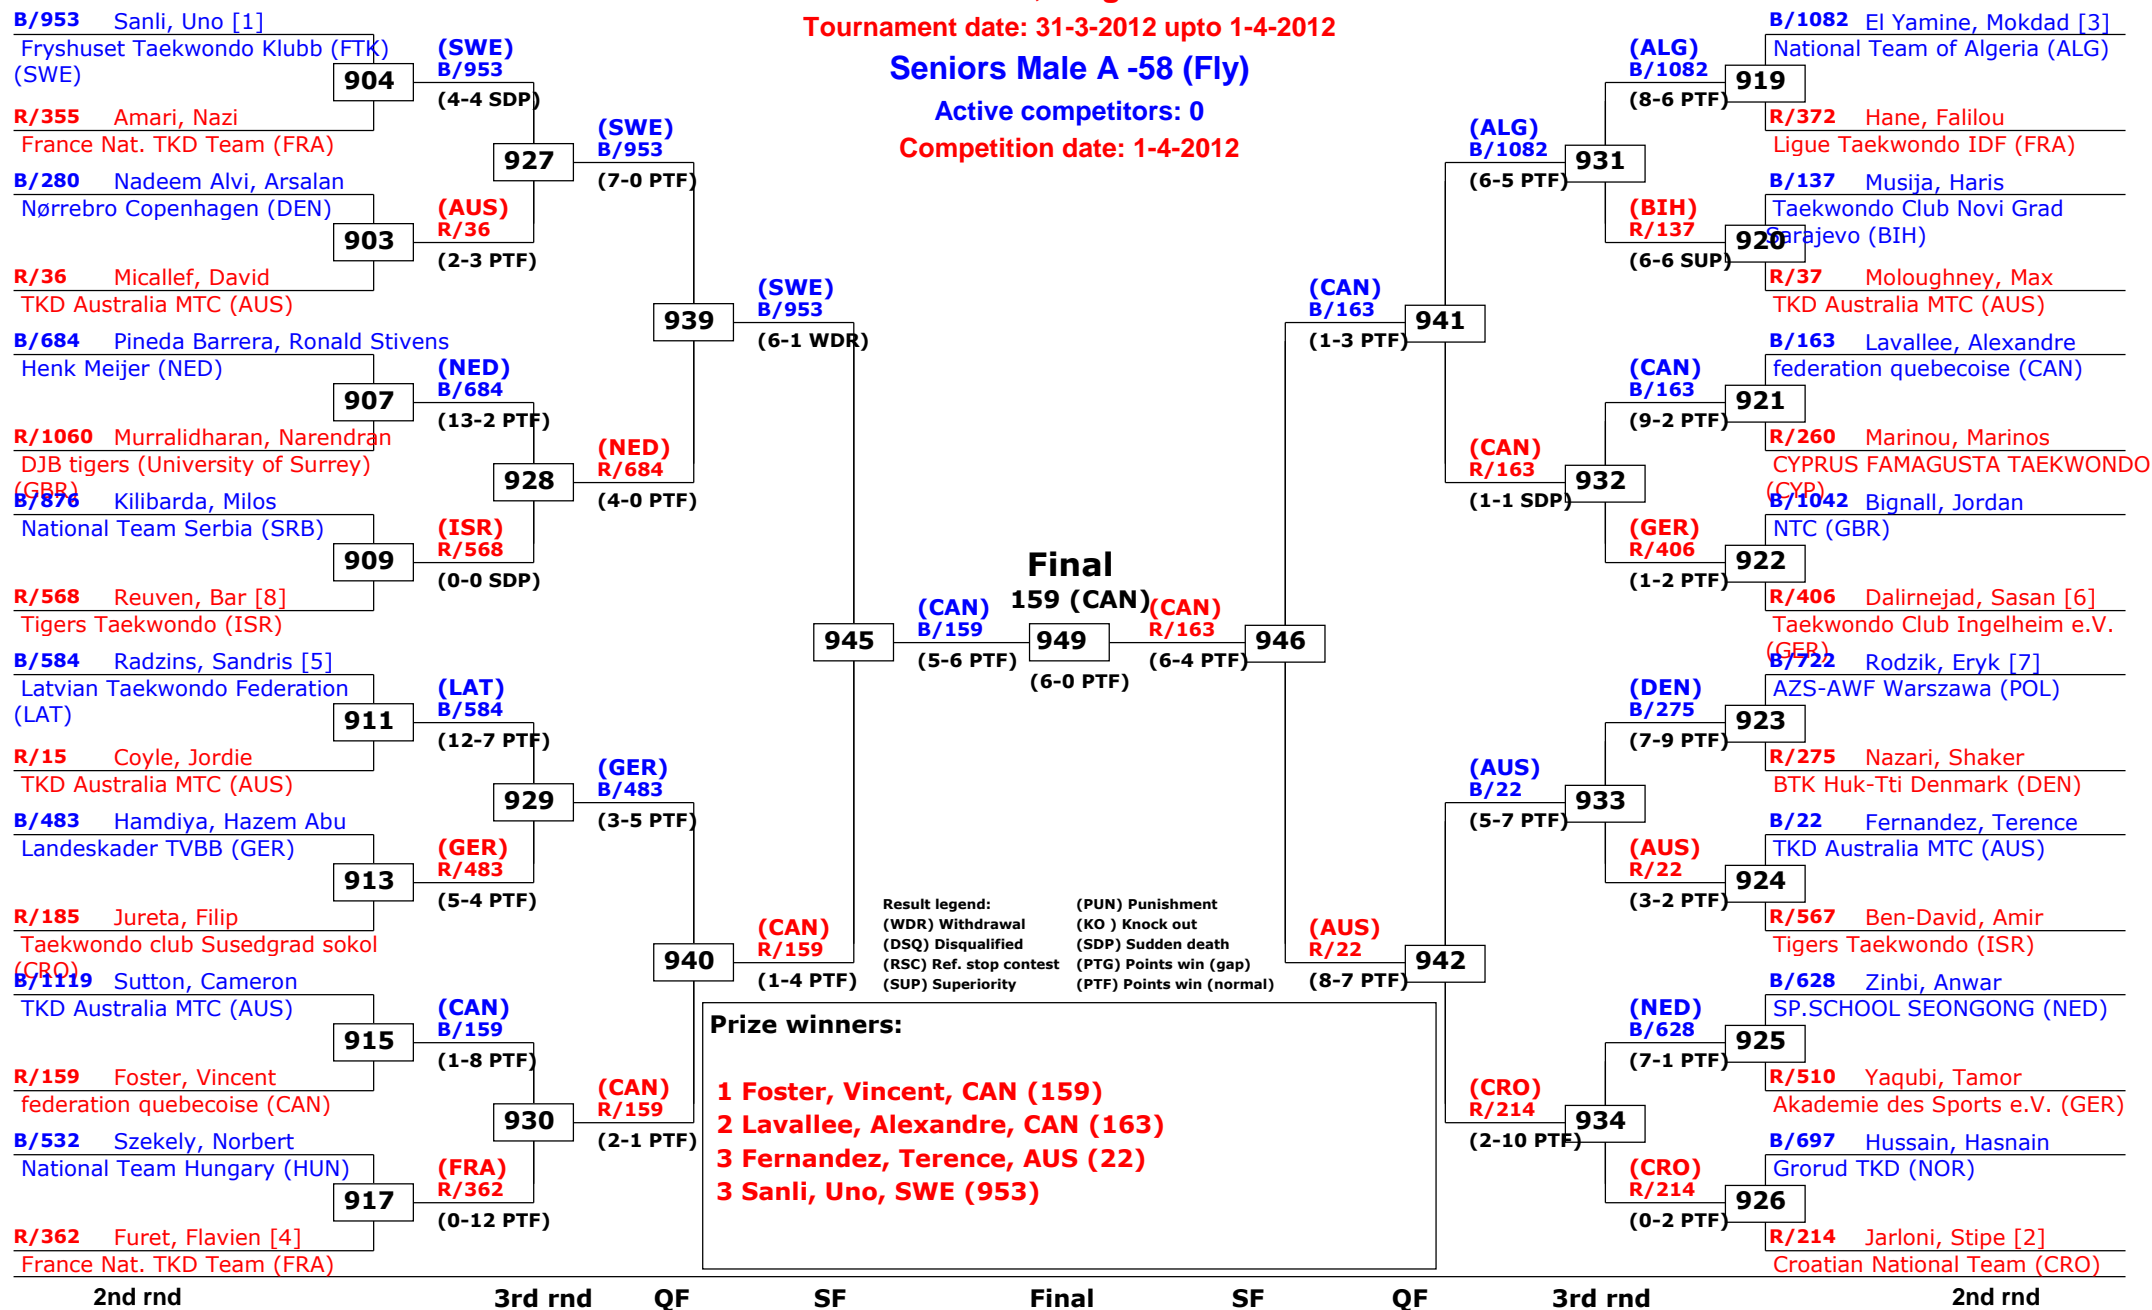 Tournament date: 31-3-2012 upto 1-4-2012
Seniors Male A -58 (Fly)
Active competitors: 0
Competition date: 1-4-2012
B/953 Sanli, Uno [1]
Fryshuset Taekwondo Klubb (FTK)
(SWE)
904
R/355 Amari, Nazi
France Nat. TKD Team (FRA)
B/280 Nadeem Alvi, Arsalan
Nørrebro Copenhagen (DEN)
903
R/36 Micallef, David
TKD Australia MTC (AUS)
B/684 Pineda Barrera, Ronald Stivens
Henk Meijer (NED)
907
R/1060 Murralidharan, Narendran
DJB tigers (University of Surrey)
(GBR)
B/876 Kilibarda, Milos
National Team Serbia (SRB)
909
R/568 Reuven, Bar [8]
Tigers Taekwondo (ISR)
B/584 Radzins, Sandris [5]
Latvian Taekwondo Federation
(LAT)
911
R/15 Coyle, Jordie
TKD Australia MTC (AUS)
B/483 Hamdiya, Hazem Abu
Landeskader TVBB (GER)
913
R/185 Jureta, Filip
Taekwondo club Susedgrad sokol
(CRO)
B/1119 Sutton, Cameron
TKD Australia MTC (AUS)
915
R/159 Foster, Vincent
federation quebecoise (CAN)
B/532 Szekely, Norbert
National Team Hungary (HUN)
917
R/362 Furet, Flavien [4]
France Nat. TKD Team (FRA)
(SWE)
B/953
(4-4 SDP)
927
(AUS)
R/36
(2-3 PTF)
(NED)
B/684
(13-2 PTF)
928
(ISR)
R/568
(0-0 SDP)
(LAT)
B/584
(12-7 PTF)
929
(GER)
R/483
(5-4 PTF)
(CAN)
B/159
(1-8 PTF)
930
(FRA)
R/362
(0-12 PTF)
(SWE)
B/953
(7-0 PTF)
939
(NED)
R/684
(4-0 PTF)
(GER)
B/483
(3-5 PTF)
940
(CAN)
R/159
(2-1 PTF)
(SWE)
B/953
(6-1 WDR)
945
(CAN)
R/159
(1-4 PTF)
(CAN)
B/159
(5-6 PTF)
Final
159 (CAN)
949
(6-0 PTF)
(CAN)
R/163
(6-4 PTF)
946
(CAN)
B/163
(1-3 PTF)
941
(AUS)
R/22
(8-7 PTF)
942
(ALG)
B/1082
(6-5 PTF)
931
(CAN)
R/163
(1-1 SDP)
932
(AUS)
B/22
(5-7 PTF)
933
(CRO)
R/214
(2-10 PTF)
934
(ALG)
B/1082
(8-6 PTF)
919
(BIH)
R/137
(6-6 SUP)
920
(CAN)
B/163
(9-2 PTF)
921
(GER)
R/406
(1-2 PTF)
922
(DEN)
B/275
(7-9 PTF)
923
(AUS)
R/22
(3-2 PTF)
924
(NED)
B/628
(7-1 PTF)
925
(CRO)
R/214
(0-2 PTF)
926
B/1082 El Yamine, Mokdad [3]
National Team of Algeria (ALG)
R/372 Hane, Falilou
Ligue Taekwondo IDF (FRA)
B/137 Musija, Haris
Taekwondo Club Novi Grad
Sarajevo (BIH)
R/37 Moloughney, Max
TKD Australia MTC (AUS)
B/163 Lavallee, Alexandre
federation quebecoise (CAN)
R/260 Marinou, Marinos
CYPRUS FAMAGUSTA TAEKWONDO
(CYP)
B/1042 Bignall, Jordan
NTC (GBR)
R/406 Dalirnejad, Sasan [6]
Taekwondo Club Ingelheim e.V.
(GER)
B/722 Rodzik, Eryk [7]
AZS-AWF Warszawa (POL)
R/275 Nazari, Shaker
BTK Huk-Tti Denmark (DEN)
B/22 Fernandez, Terence
TKD Australia MTC (AUS)
R/567 Ben-David, Amir
Tigers Taekwondo (ISR)
B/628 Zinbi, Anwar
SP.SCHOOL SEONGONG (NED)
R/510 Yaqubi, Tamor
Akademie des Sports e.V. (GER)
B/697 Hussain, Hasnain
Grorud TKD (NOR)
R/214 Jarloni, Stipe [2]
Croatian National Team (CRO)
Result legend:
(WDR) Withdrawal
(DSQ) Disqualified
(RSC) Ref. stop contest
(SUP) Superiority
(PUN) Punishment
(KO ) Knock out
(SDP) Sudden death
(PTG) Points win (gap)
(PTF) Points win (normal)
Prize winners:
1 Foster, Vincent, CAN (159)
2 Lavallee, Alexandre, CAN (163)
3 Fernandez, Terence, AUS (22)
3 Sanli, Uno, SWE (953)
2nd rnd 3rd rnd QF SF Final SF QF 3rd rnd 2nd rnd